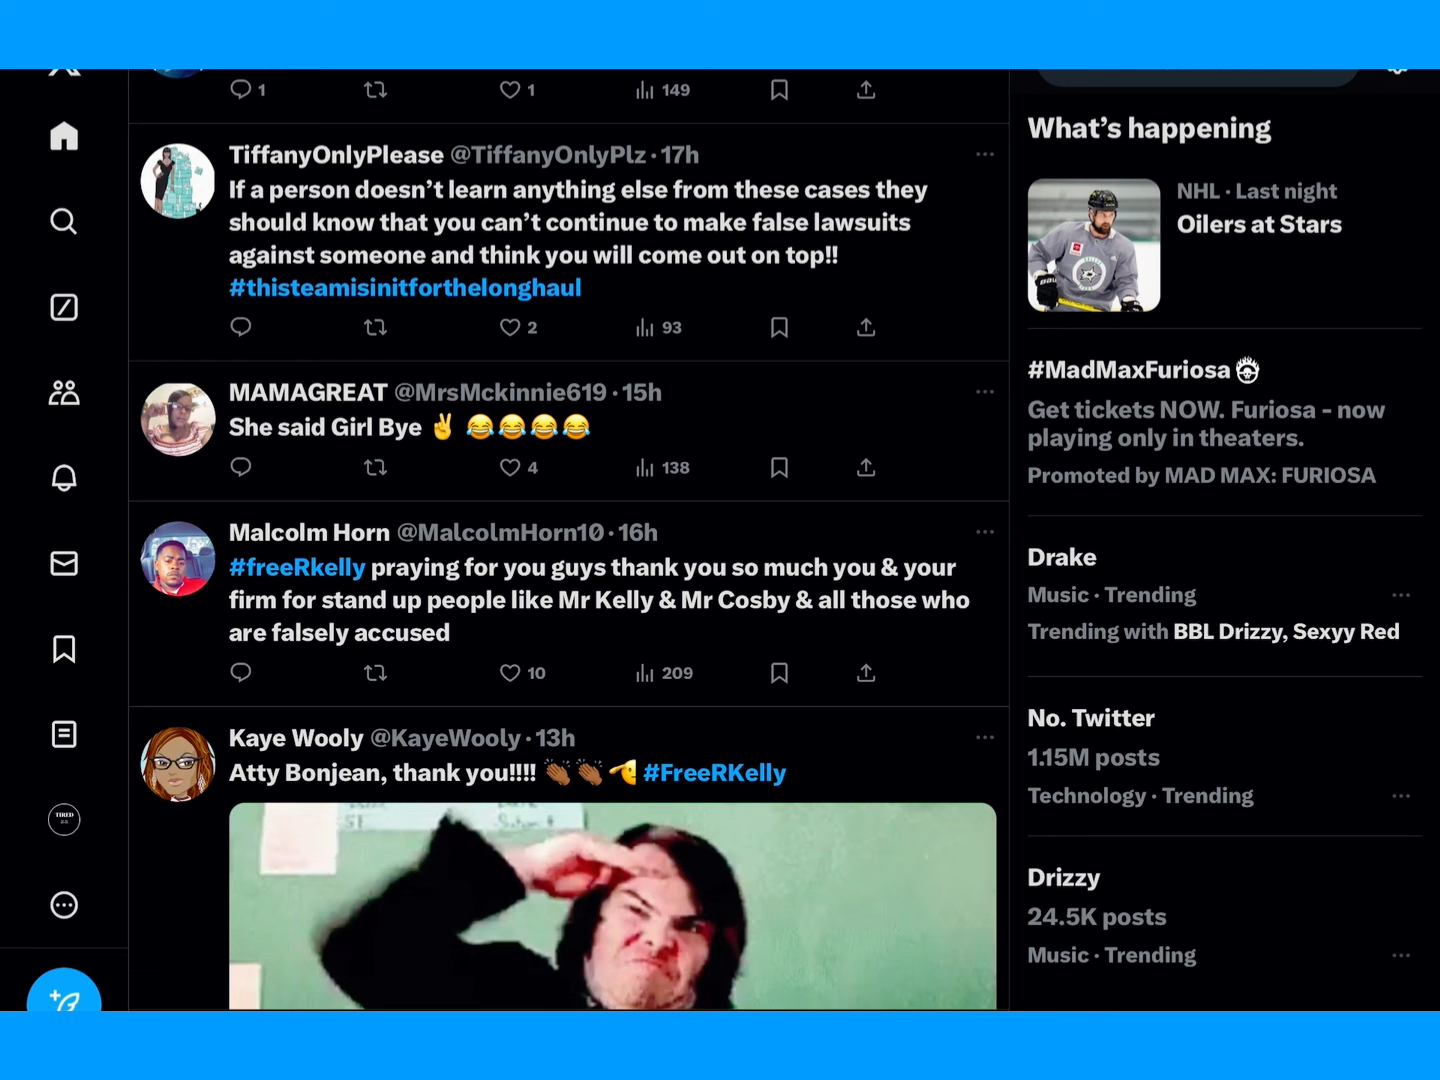 1
1
149
TiffanyOnlyPlease @TiffanyOnlyPlz · 17h
If a person doesn’t learn anything else from these cases they
should know that you can’t continue to make false lawsuits
against someone and think you will come out on top!!
#thisteamisinitforthelonghaul
2
93
MAMAGREAT @MrsMckinnie619 · 15h
She said Girl Bye ✌️ 😂😂😂😂
4
138
Malcolm Horn @MalcolmHorn10 · 16h
#freeRkelly praying for you guys thank you so much you & your
firm for stand up people like Mr Kelly & Mr Cosby & all those who
are falsely accused
10
209
Kaye Wooly @KayeWooly · 13h
Atty Bonjean, thank you!!!! 👏🏾👏🏾🫡 #FreeRKelly
What’s happening
NHL · Last night
Oilers at Stars
#MadMaxFuriosa
Get tickets NOW. Furiosa - now
playing only in theaters.
Promoted by MAD MAX: FURIOSA
Drake
Music · Trending
Trending with BBL Drizzy, Sexyy Red
No. Twitter
1.15M posts
Technology · Trending
Drizzy
24.5K posts
Music · Trending
TIRED